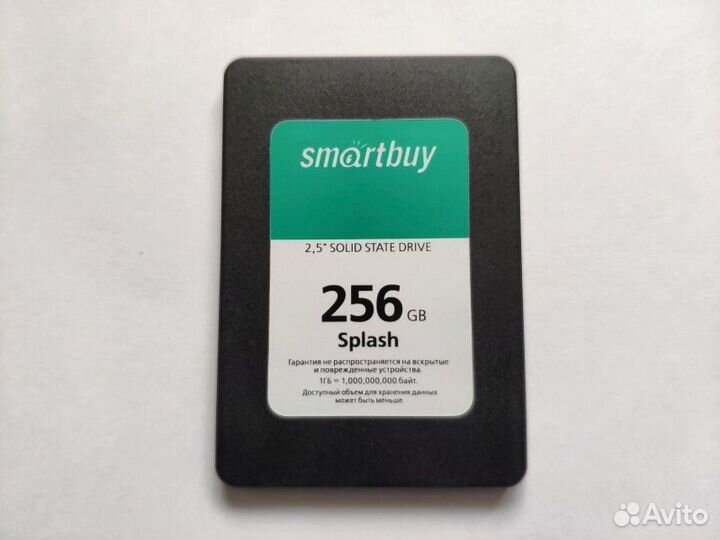 smartbuy
2,5" SOLID STATE DRIVE
256 GB
Splash
Гарантия не распространяется на вскрытые
и поврежденные устройства.
1ГБ = 1,000,000,000 байт.
Доступный объем для хранения данных
может быть меньше.
Avito